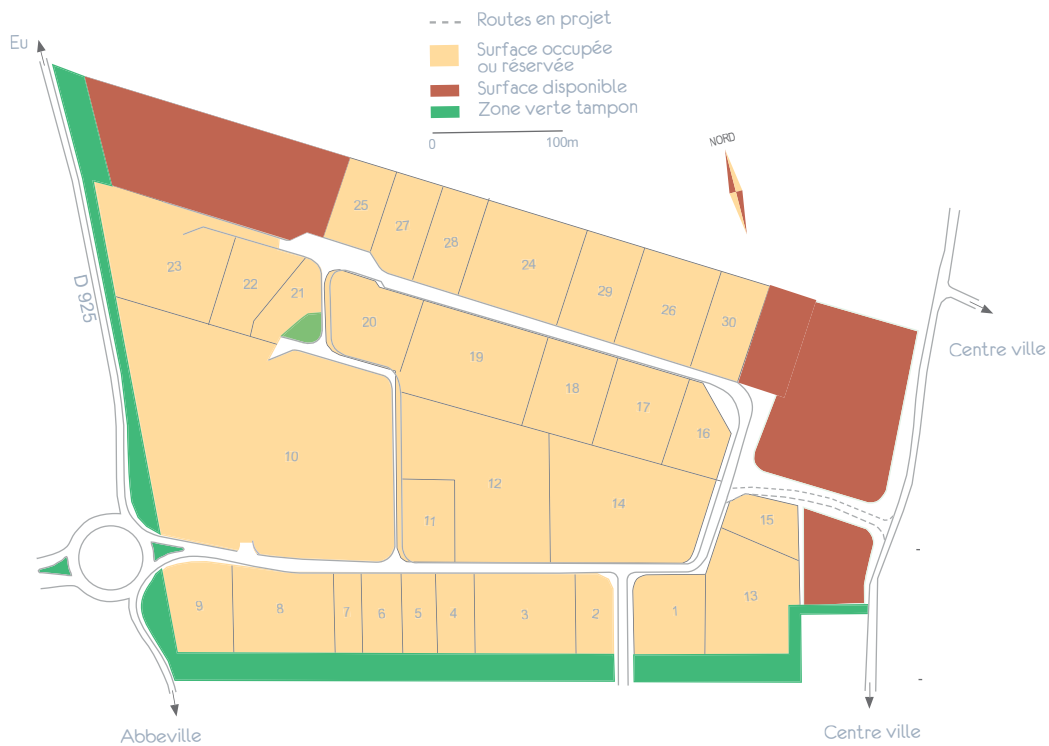 Routes en projet
Surface occupée
ou réservée
Surface disponible
Zone verte tampon
0 100m
Eu
NORD
D 925
Centre ville
25
27
28
24
29
26
30
23
22
21
20
19
18
17
16
10
12
11
14
15
13
9
8
7
6
5
4
3
2
1
Abbeville
Centre ville